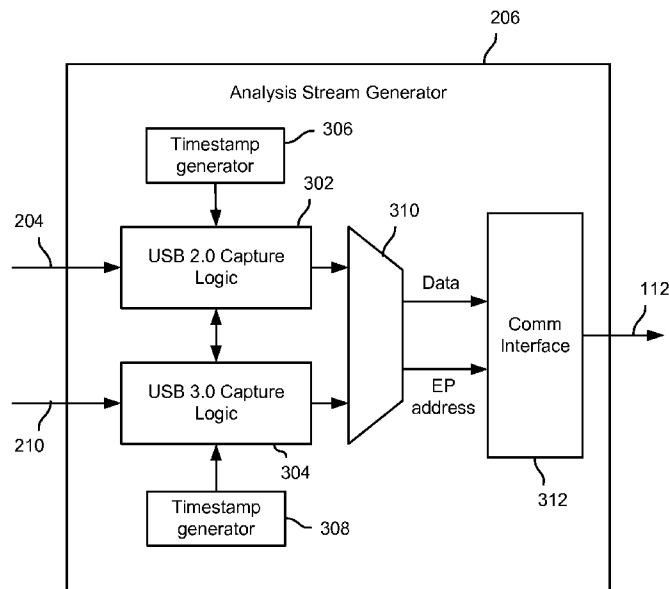 206
Analysis Stream Generator
Timestamp
generator
306
302
204
USB 2.0 Capture
Logic
310
Data
112
Comm
Interface
USB 3.0 Capture
Logic
EP
address
210
304
312
Timestamp
generator
308